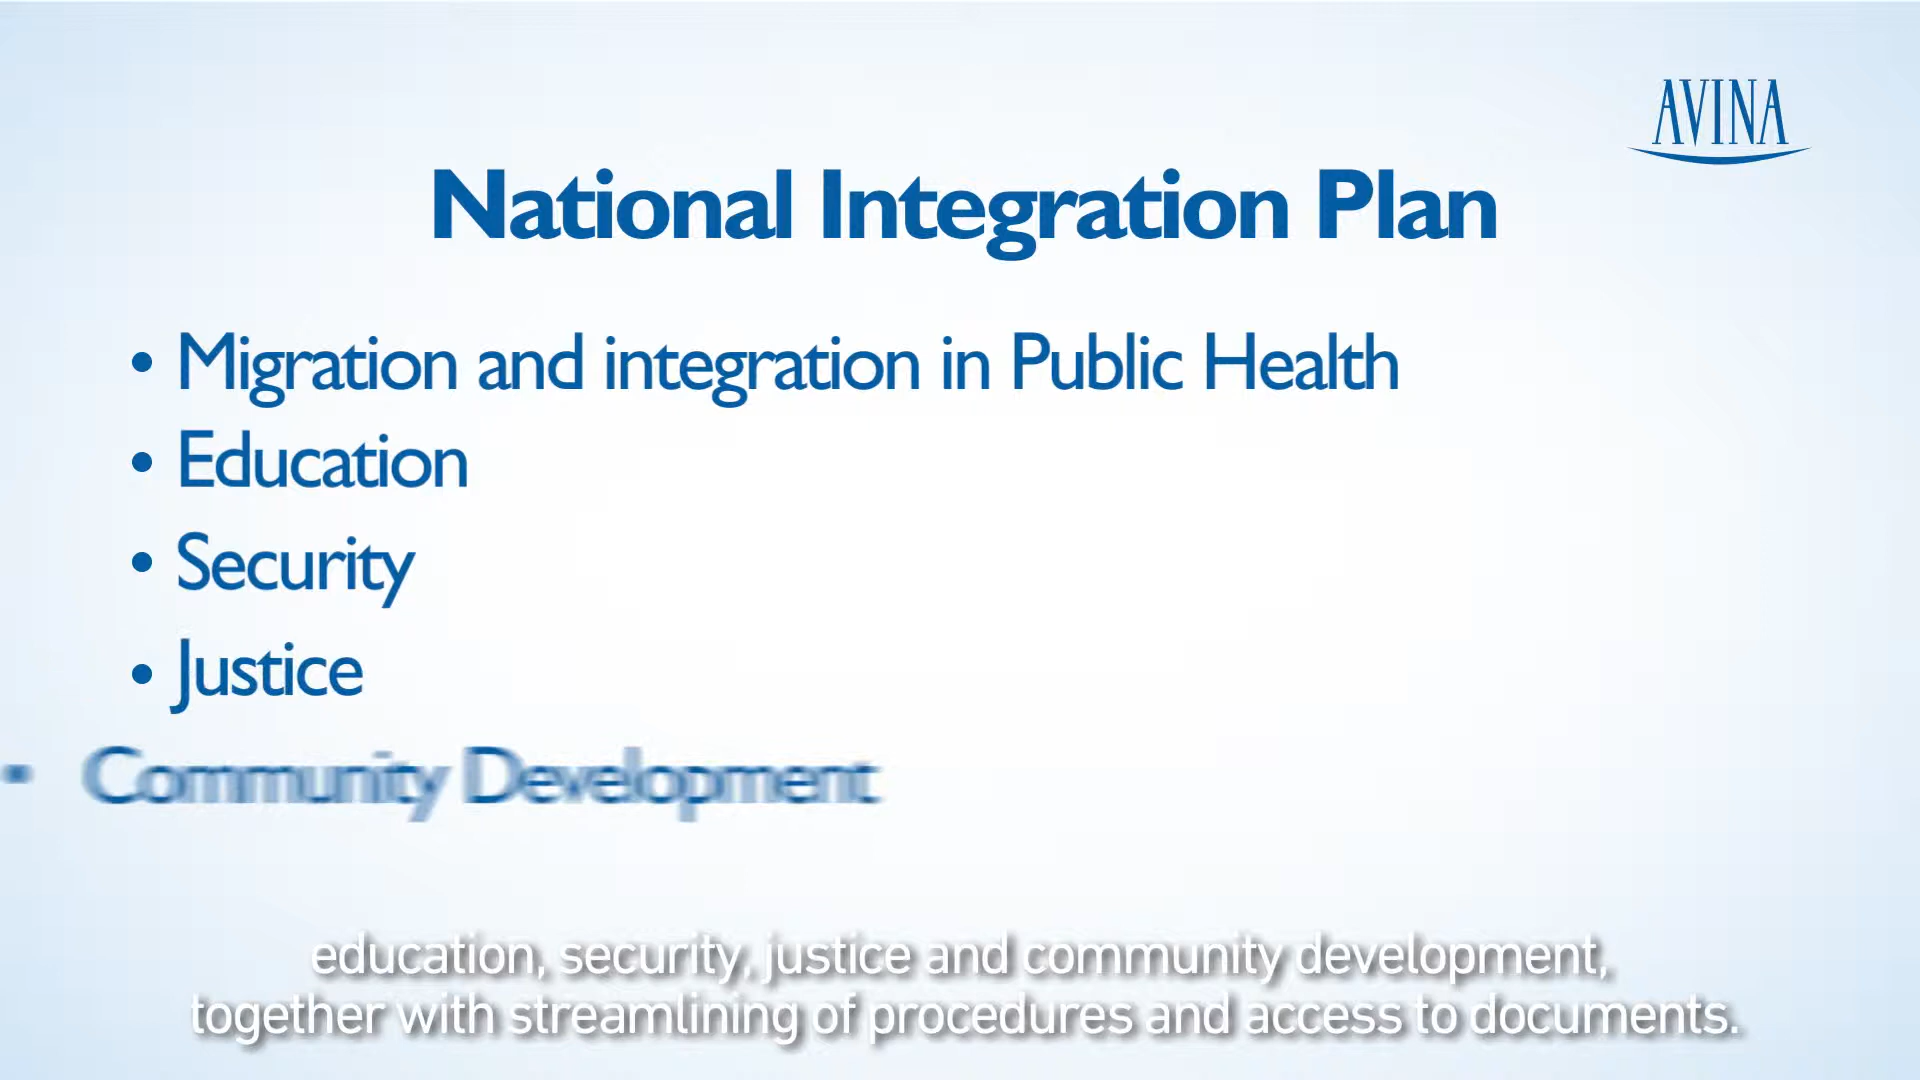 AVINA
National Integration Plan
• Migration and integration in Public Health
• Education
• Security
• Justice
• Community Development
education, security, justice and community development,
together with streamlining of procedures and access to documents.